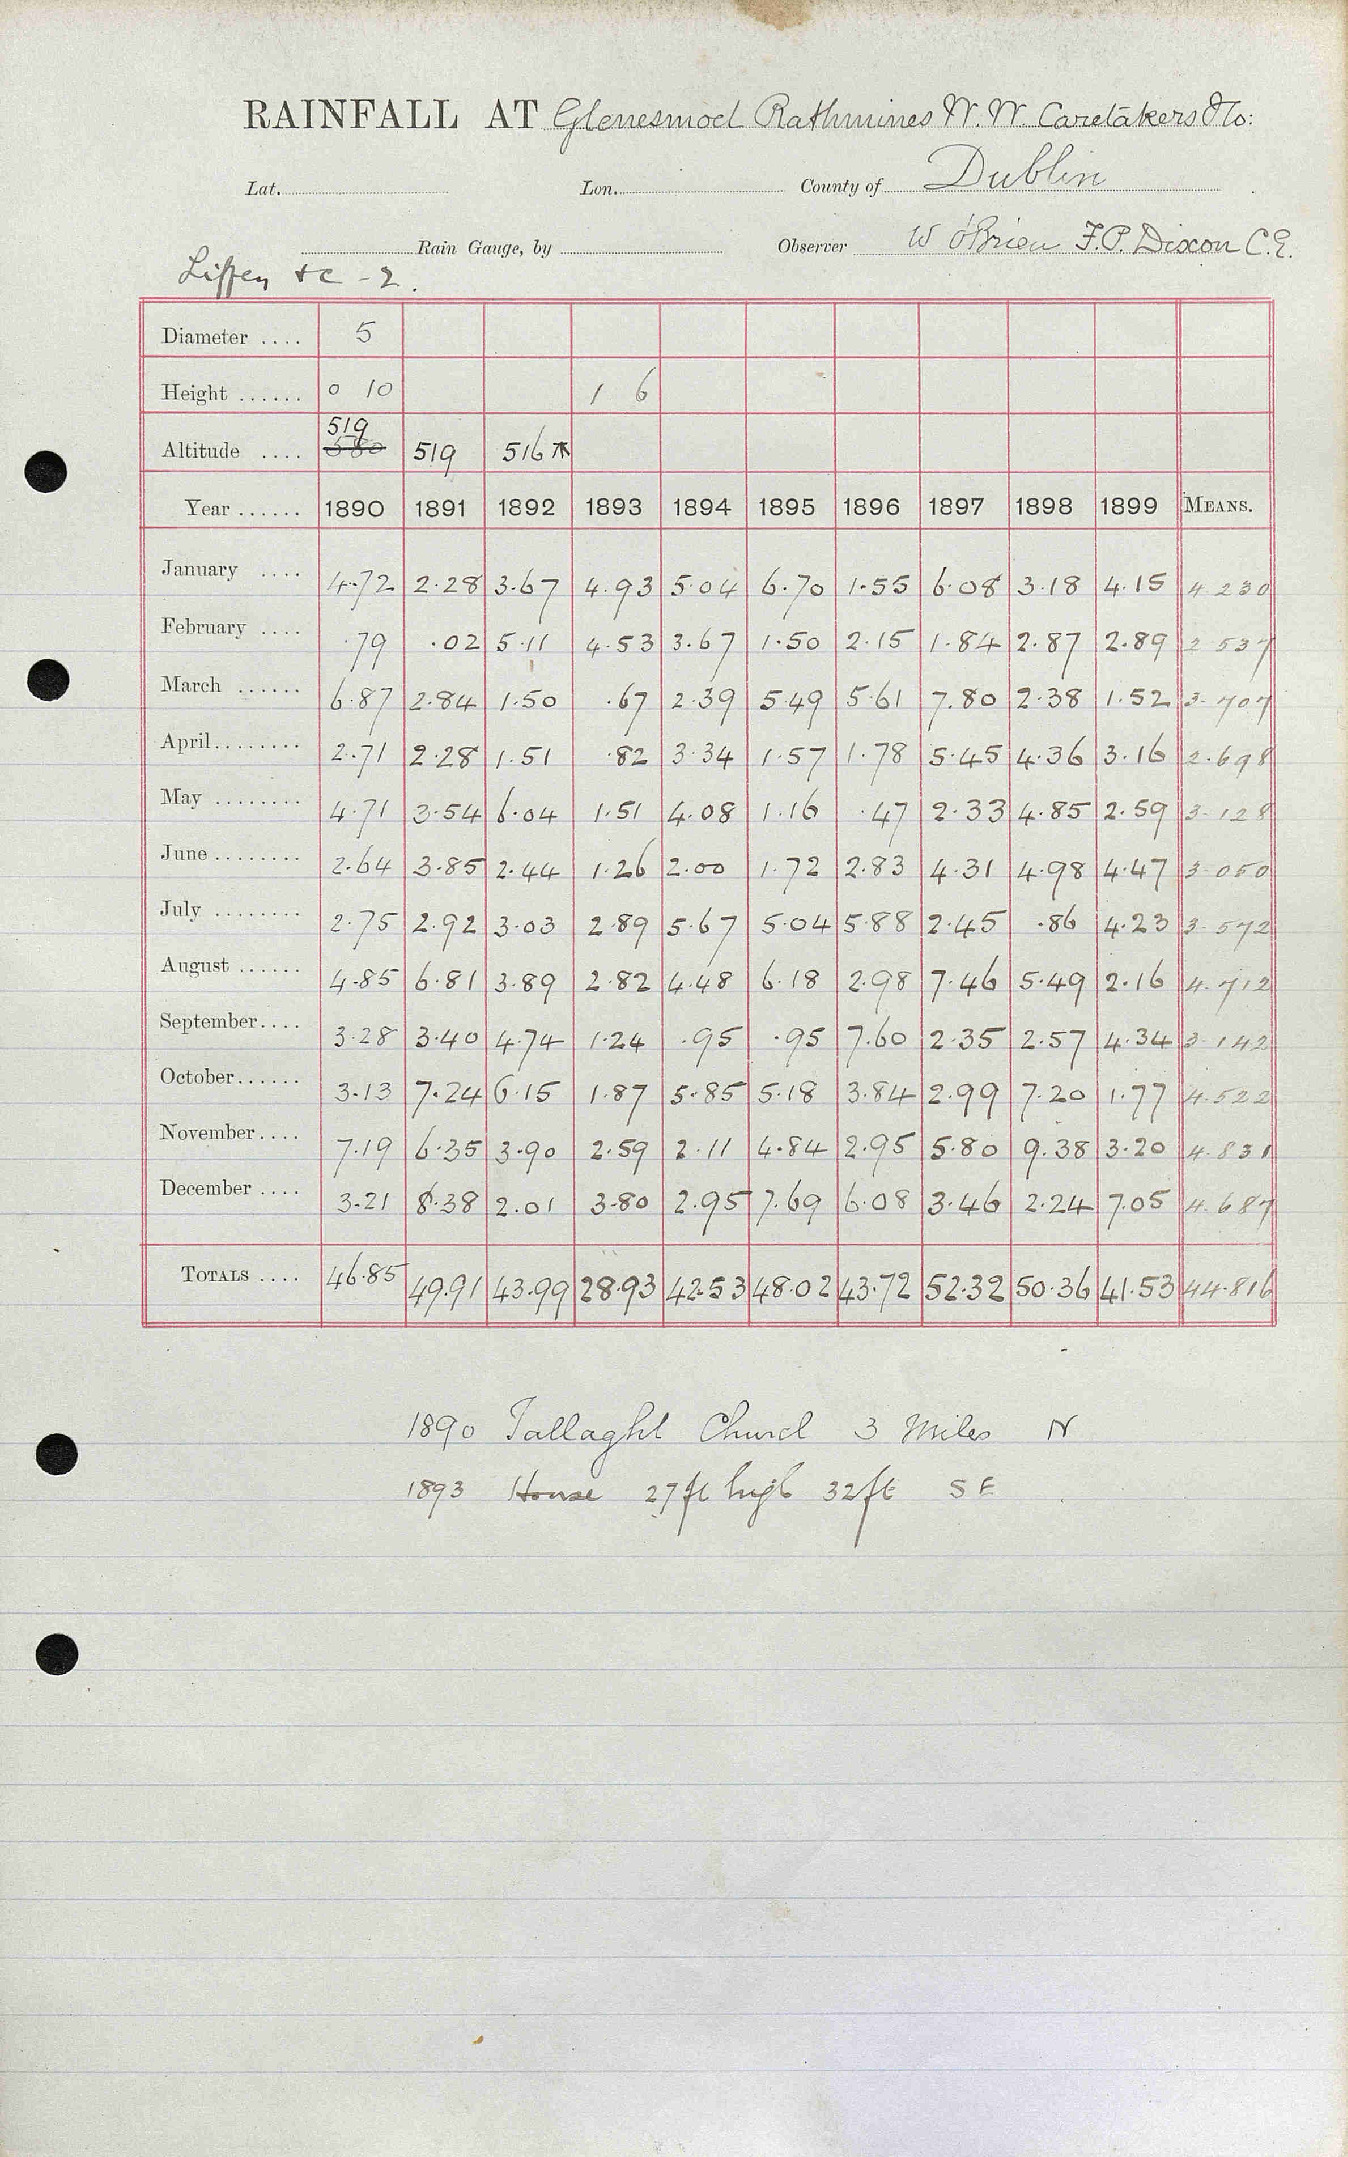 RAINFALL AT Glenesmoel Rathmines W.W. Caretakers Ho:
Lat. Lon. County of Dublin
Rain Gauge, by Observer W O'Brien F.P. Dixon C.E.
Liffey &c - 2.
Diameter .... 5
Height ...... 0 10 1 6
519
Altitude .... 580 519 516
Year ...... 1890 1891 1892 1893 1894 1895 1896 1897 1898 1899 MEANS.
January .... 4.72 2.28 3.67 4.93 5.04 6.70 1.55 6.08 3.18 4.15 4.230
February .... .79 .02 5.11 4.53 3.67 1.50 2.15 1.84 2.87 2.89 2.537
March ...... 6.87 2.84 1.50 .67 2.39 5.49 5.61 7.80 2.38 1.52 3.707
April........ 2.71 2.28 1.51 .82 3.34 1.57 1.78 5.45 4.36 3.16 2.698
May ........ 4.71 3.54 6.04 1.51 4.08 1.16 .47 2.33 4.85 2.59 3.128
June ........ 2.64 3.85 2.44 1.26 2.00 1.72 2.83 4.31 4.98 4.47 3.050
July ........ 2.75 2.92 3.03 2.89 5.67 5.04 5.88 2.45 .86 4.23 3.572
August ...... 4.85 6.81 3.89 2.82 4.48 6.18 2.98 7.46 5.49 2.16 4.712
September.... 3.28 3.40 4.74 1.24 .95 .95 7.60 2.35 2.57 4.34 3.142
October...... 3.13 7.24 6.15 1.87 5.85 5.18 3.84 2.99 7.20 1.77 4.522
November.... 7.19 6.35 3.90 2.59 2.11 4.84 2.95 5.80 9.38 3.20 4.831
December .... 3.21 8.38 2.01 3.80 2.95 7.69 6.08 3.46 2.24 7.05 4.687
TOTALS .... 46.85 49.91 43.99 28.93 42.53 48.02 43.72 52.32 50.36 41.53 44.816
1890 Tallaght Church 3 Miles N
1893 House 27 ft high 32 ft SE